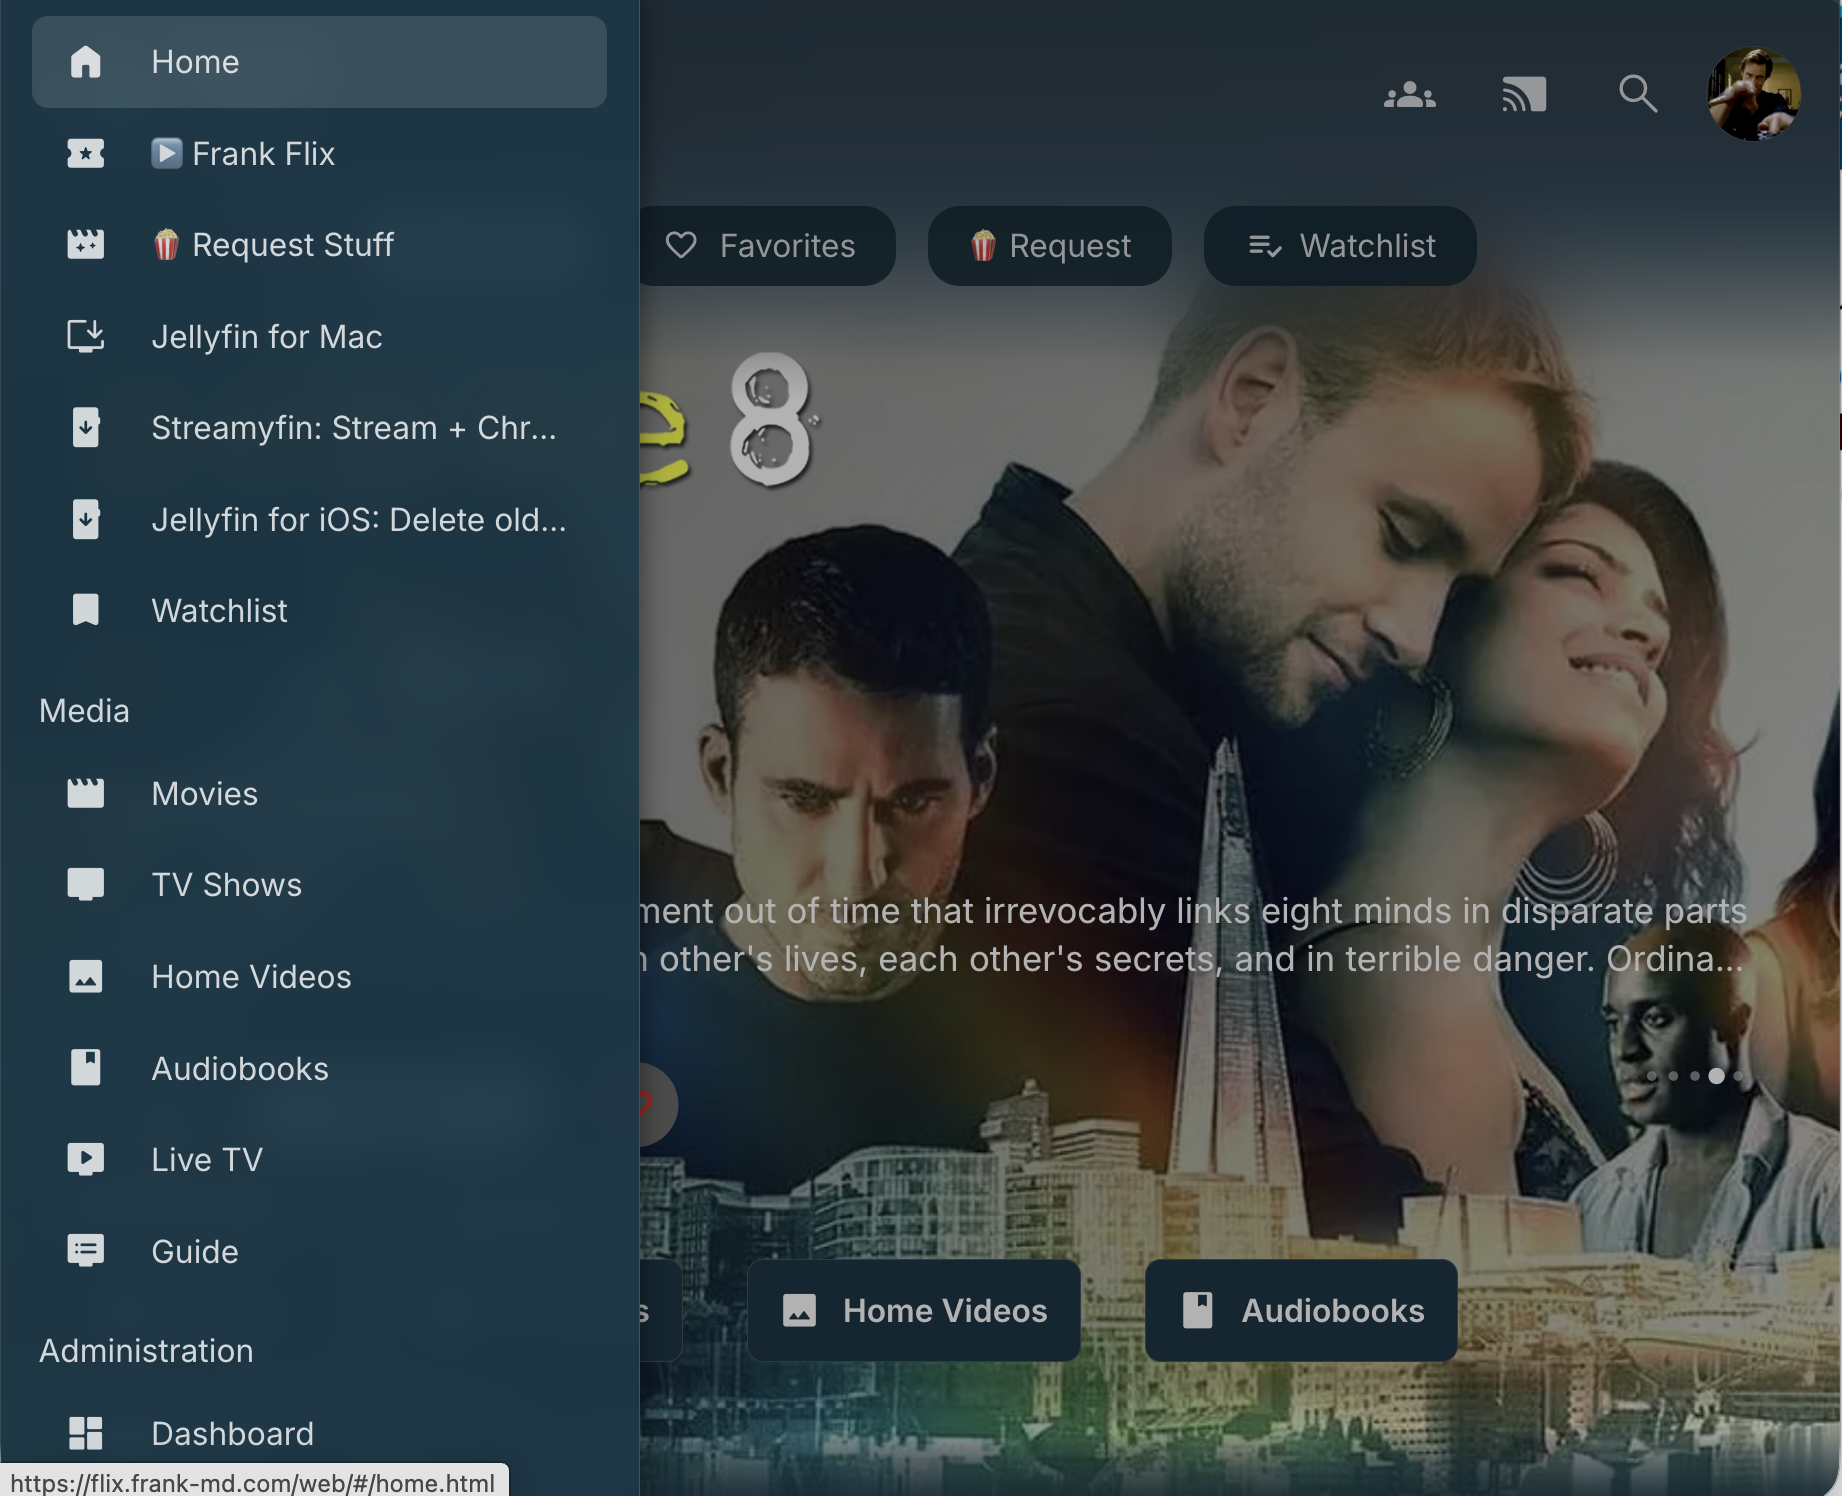 Home
Frank Flix
Request Stuff
Jellyfin for Mac
Streamyfin: Stream + Chr...
Jellyfin for iOS: Delete old...
Watchlist
Media
Movies
TV Shows
Home Videos
Audiobooks
Live TV
Guide
Administration
Dashboard
https://flix.frank-md.com/web/#/home.html
Favorites
Request
Watchlist
e 8
ment out of time that irrevocably links eight minds in disparate parts
other's lives, each other's secrets, and in terrible danger. Ordina...
s
Home Videos
Audiobooks